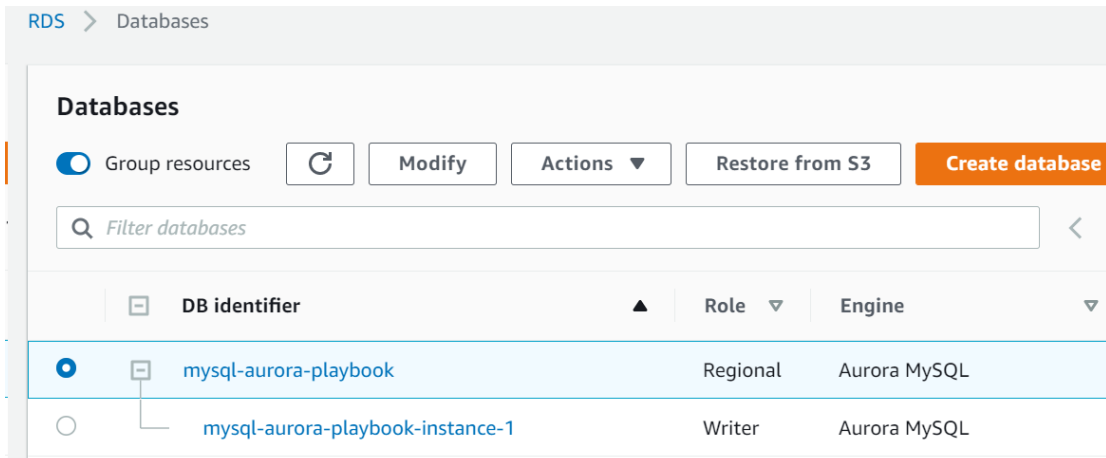 RDS > Databases
Databases
Group resources Modify Actions Restore from S3 Create database
Filter databases
DB identifier Role Engine
mysql-aurora-playbook Regional Aurora MySQL
mysql-aurora-playbook-instance-1 Writer Aurora MySQL